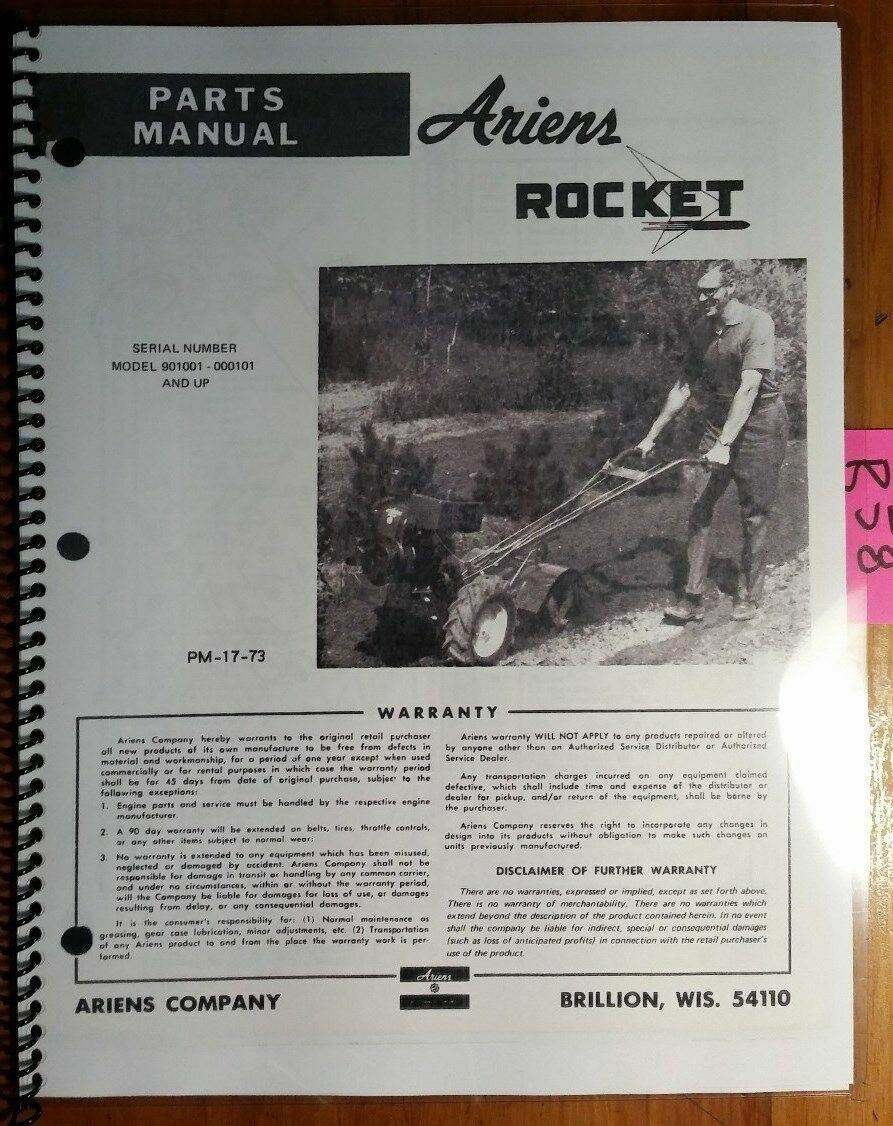 PARTS
MANUAL
Ariens
ROCKET
SERIAL NUMBER
MODEL 901001 - 000101
AND UP
R58
PM-17-73
WARRANTY
Ariens Company hereby warrants to the original retail purchaser
all new products of its own manufacture to be free from defects in
material and workmanship, for a period of one year except when used
commercially or for rental purposes in which case the warranty period
shall be for 45 days from date of original purchase, subject to the
following exceptions:
1. Engine parts and service must be handled by the respective engine
manufacturer.
2. A 90 day warranty will be extended on belts, tires, throttle controls,
or any other items subject to normal wear:
3. No warranty is extended to any equipment which has been misused,
neglected or damaged by accident. Ariens Company shall not be
responsible for damage in transit or handling by any common carrier,
and under no circumstances, within or without the warranty period,
will the Company be liable for damages for loss of use, or damages
resulting from delay, or any consequential damages.
It is the consumer's responsibility for: (1) Normal maintenance as
greasing, gear case lubrication, minor adjustments, etc. (2) Transportation
of any Ariens product to and from the place the warranty work is per-
formed.
Ariens warranty WILL NOT APPLY to any products repaired or altered
by anyone other than an Authorized Service Distributor or Authorized
Service Dealer.
Any transportation charges incurred on any equipment claimed
defective, which shall include time and expense of the distributor or
dealer for pickup, and/or return of the equipment, shall be borne by
the purchaser.
Ariens Company reserves the right to incorporate any changes in
design into its products without obligation to make such changes on
units previously manufactured.
DISCLAIMER OF FURTHER WARRANTY
There are no warranties, expressed or implied, except as set forth above.
There is no warranty of merchantability. There are no warranties which
extend beyond the description of the product contained herein. In no event
shall the company be liable for indirect, special or consequential damages
(such as loss of anticipated profits) in connection with the retail purchaser's
use of the product.
Ariens
ARIENS COMPANY
BRILLION, WIS. 54110